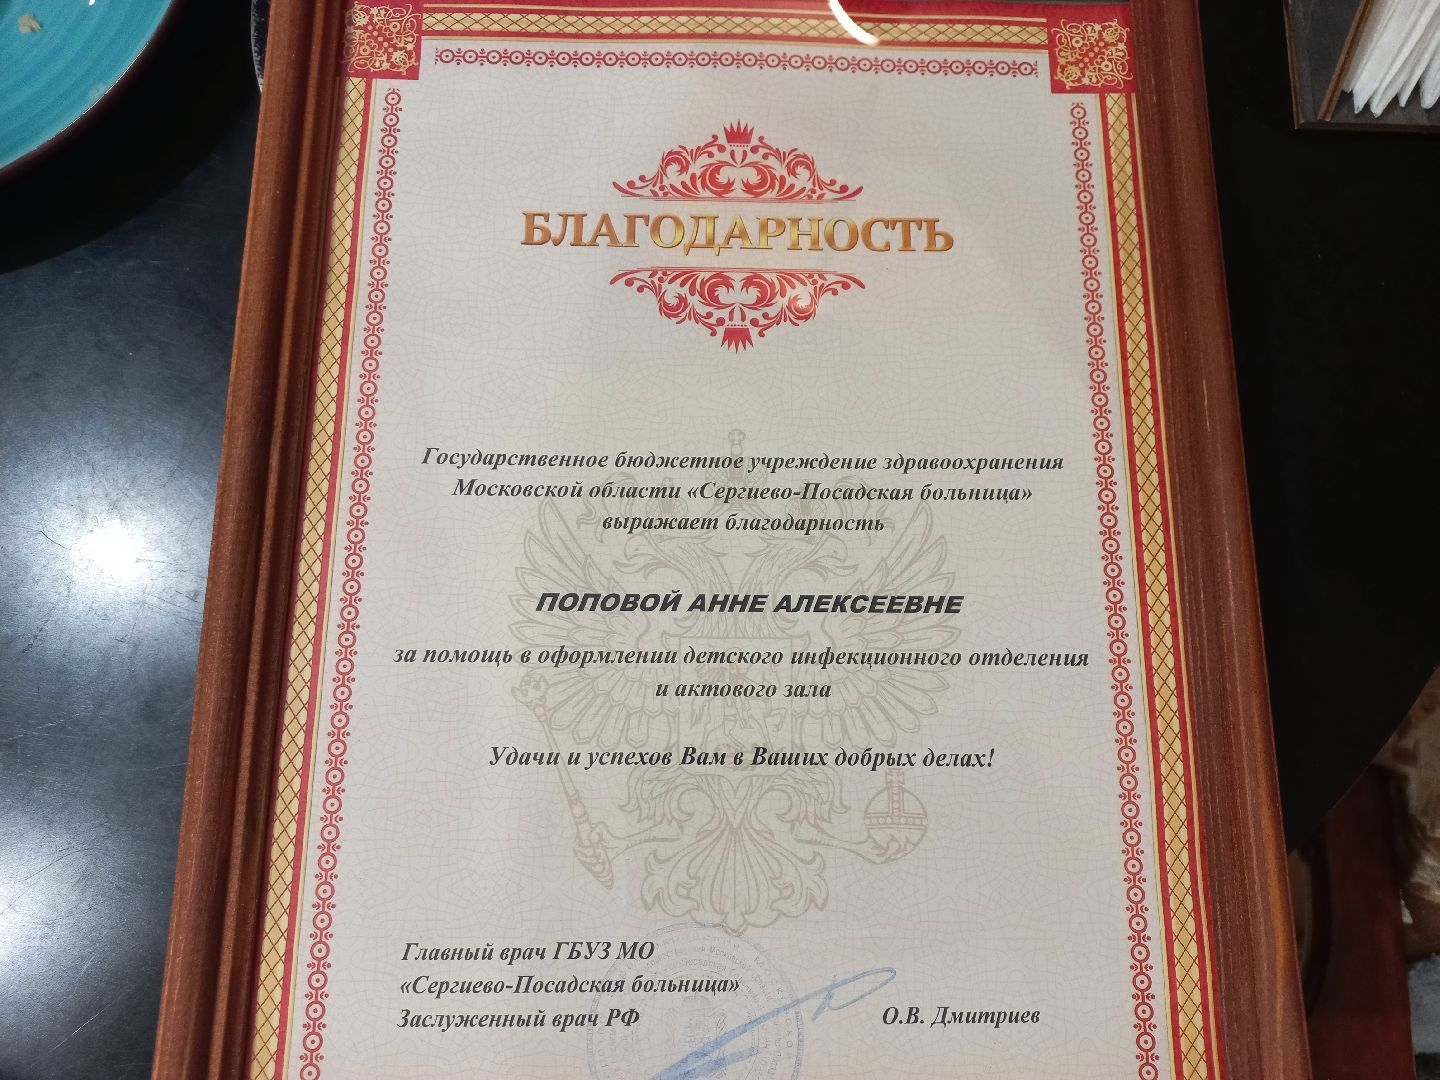 БЛАГОДАРНОСТЬ
Государственное бюджетное учреждение здравоохранения
Московской области «Сергиево-Посадская больница»
выражает благодарность
ПОПОВОЙ АННЕ АЛЕКСЕЕВНЕ
за помощь в оформлении детского инфекционного отделения
и актового зала
Удачи и успехов Вам в Ваших добрых делах!
Главный врач ГБУЗ МО
«Сергиево-Посадская больница»
Заслуженный врач РФ
О.В. Дмитриев